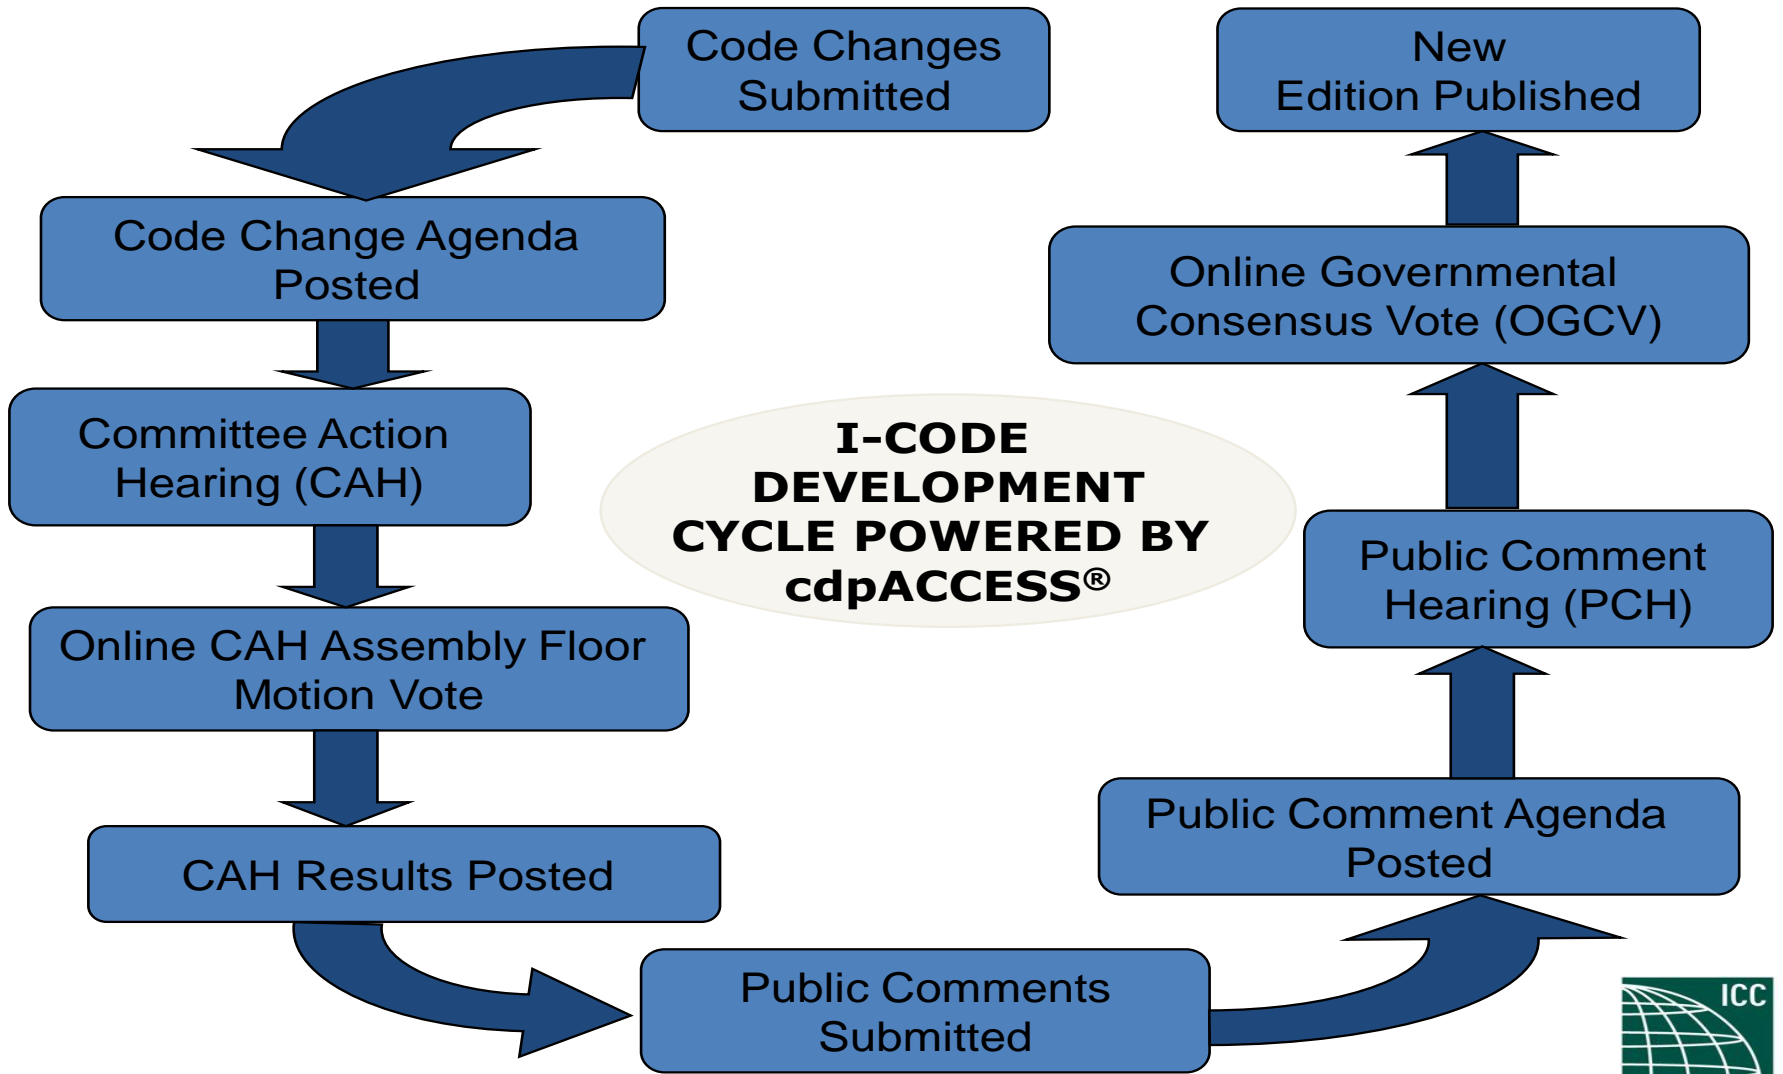 Code Changes
Submitted
New
Edition Published
Code Change Agenda
Posted
Online Governmental
Consensus Vote (OGCV)
Committee Action
Hearing (CAH)
I-CODE
DEVELOPMENT
CYCLE POWERED BY
cdpACCESS®
Public Comment
Hearing (PCH)
Online CAH Assembly Floor
Motion Vote
Public Comment Agenda
Posted
CAH Results Posted
Public Comments
Submitted
ICC